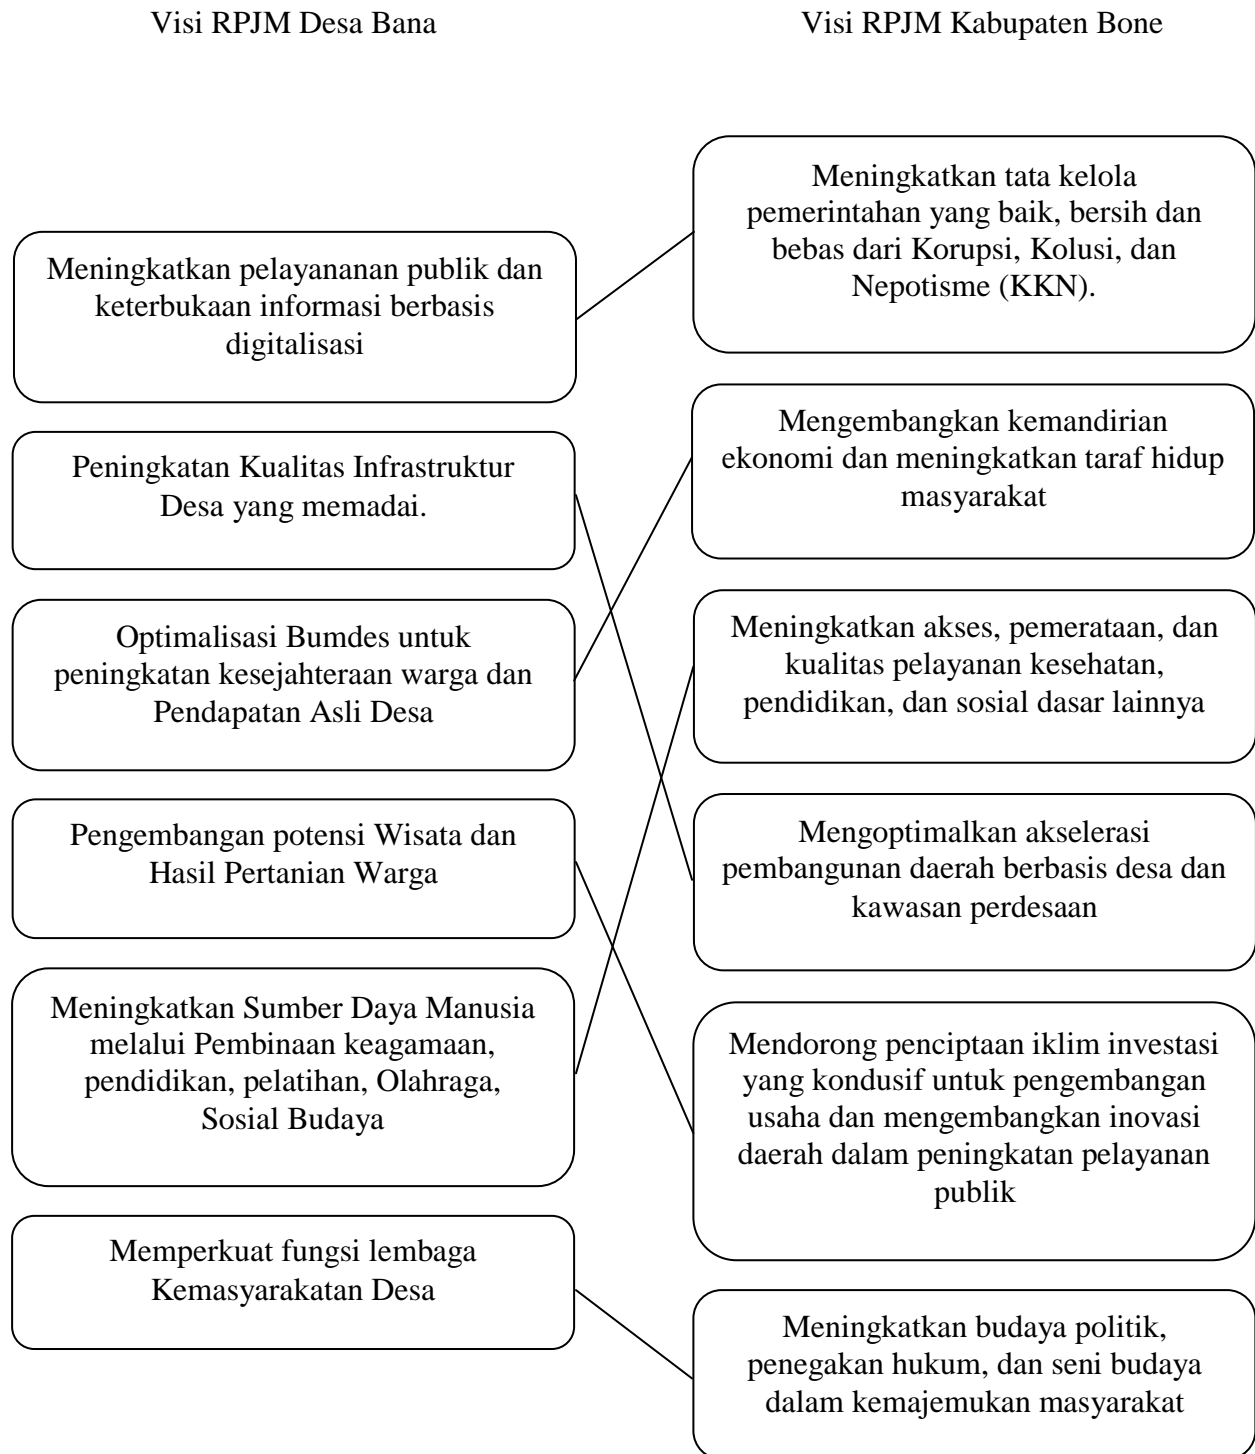 Visi RPJM Desa Bana
Visi RPJM Kabupaten Bone
Meningkatkan pelayananan publik dan
keterbukaan informasi berbasis
digitalisasi
Peningkatan Kualitas Infrastruktur
Desa yang memadai.
Optimalisasi Bumdes untuk
peningkatan kesejahteraan warga dan
Pendapatan Asli Desa
Pengembangan potensi Wisata dan
Hasil Pertanian Warga
Meningkatkan Sumber Daya Manusia
melalui Pembinaan keagamaan,
pendidikan, pelatihan, Olahraga,
Sosial Budaya
Memperkuat fungsi lembaga
Kemasyarakatan Desa
Meningkatkan tata kelola
pemerintahan yang baik, bersih dan
bebas dari Korupsi, Kolusi, dan
Nepotisme (KKN).
Mengembangkan kemandirian
ekonomi dan meningkatkan taraf hidup
masyarakat
Meningkatkan akses, pemerataan, dan
kualitas pelayanan kesehatan,
pendidikan, dan sosial dasar lainnya
Mengoptimalkan akselerasi
pembangunan daerah berbasis desa dan
kawasan perdesaan
Mendorong penciptaan iklim investasi
yang kondusif untuk pengembangan
usaha dan mengembangkan inovasi
daerah dalam peningkatan pelayanan
publik
Meningkatkan budaya politik,
penegakan hukum, dan seni budaya
dalam kemajemukan masyarakat